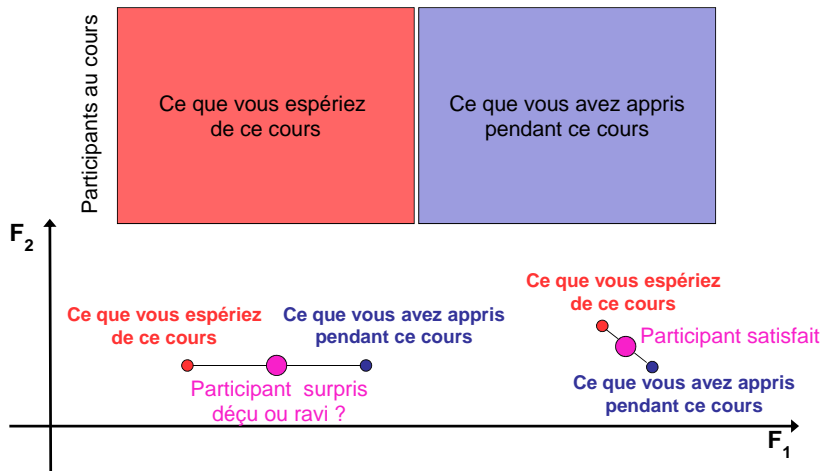 Participants au cours
Ce que vous espériez
de ce cours
Ce que vous avez appris
pendant ce cours
F2
Ce que vous espériez
de ce cours
Ce que vous avez appris
pendant ce cours
Participant surpris
déçu ou ravi ?
Ce que vous espériez
de ce cours
Participant satisfait
Ce que vous avez appris
pendant ce cours
F1